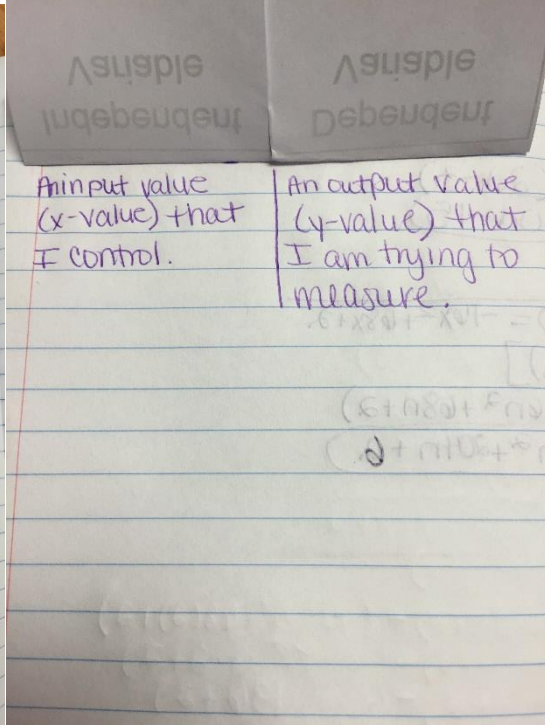 Independent
Variable
Dependent
Variable
An input value
(x-value) that
I control.
An output value
(y-value) that
I am trying to
measure.